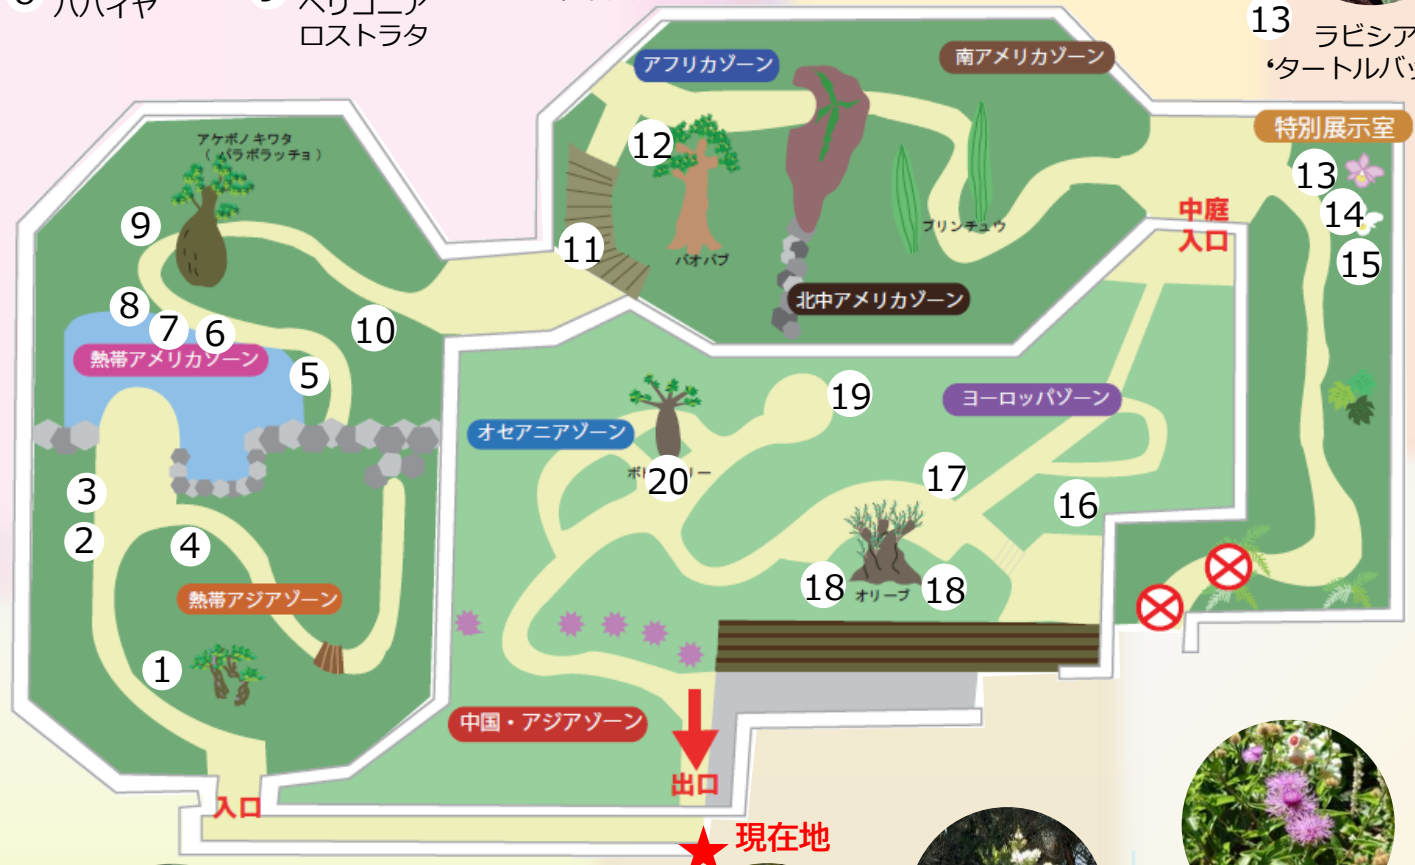 8
パパイヤ
9
ヘリコニア
ロストラタ
13
ラビシア
‘タートルバッ
アフリカゾーン
南アメリカゾーン
特別展示室
アケボノキワタ
（パラボラッチョ）
12
13
14
15
9
11
バオバブ
ブリンチュウ
中庭
入口
8
7
6
10
北中アメリカゾーン
熱帯アメリカゾーン
5
19
ヨーロッパゾーン
オセアニアゾーン
20
17
16
3
2
4
18
オリーブ
18
熱帯アジアゾーン
1
中国・アジアゾーン
出口
入口
現在地